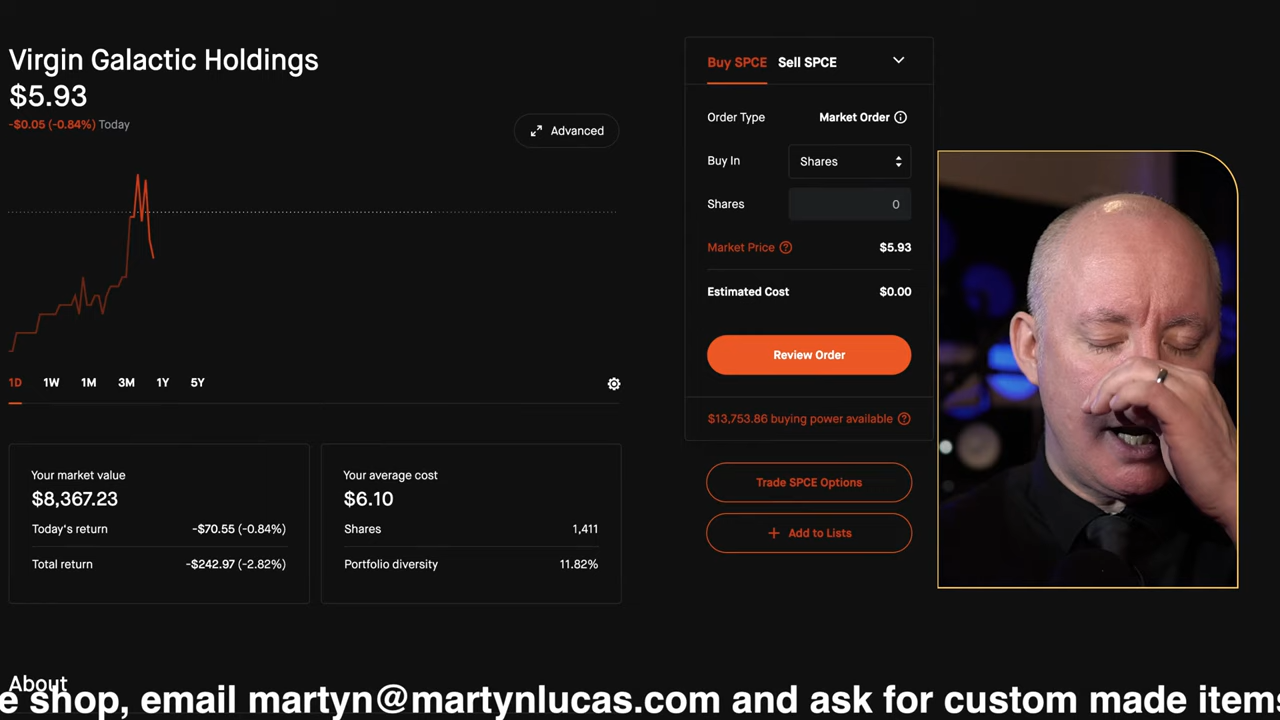 Virgin Galactic Holdings
$5.93
-$0.05 (-0.84%) Today
Advanced
1D 1W 1M 3M 1Y 5Y
Your market value
$8,367.23
Today's return -$70.55 (-0.84%)
Total return -$242.97 (-2.82%)
Your average cost
$6.10
Shares 1,411
Portfolio diversity 11.82%
Buy SPCE Sell SPCE
Order Type Market Order
Buy In Shares
Shares 0
Market Price $5.93
Estimated Cost $0.00
Review Order
$13,753.86 buying power available
Trade SPCE Options
+ Add to Lists
About
e shop, email martyn@martynlucas.com and ask for custom made items